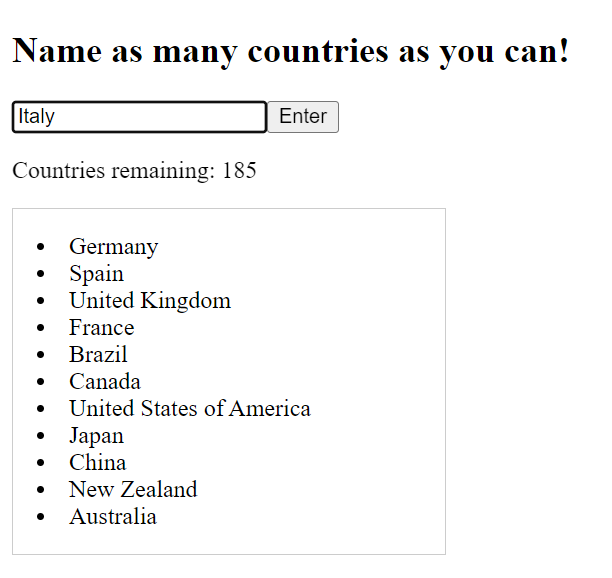 Name as many countries as you can!
Italy Enter
Countries remaining: 185
Germany
Spain
United Kingdom
France
Brazil
Canada
United States of America
Japan
China
New Zealand
Australia